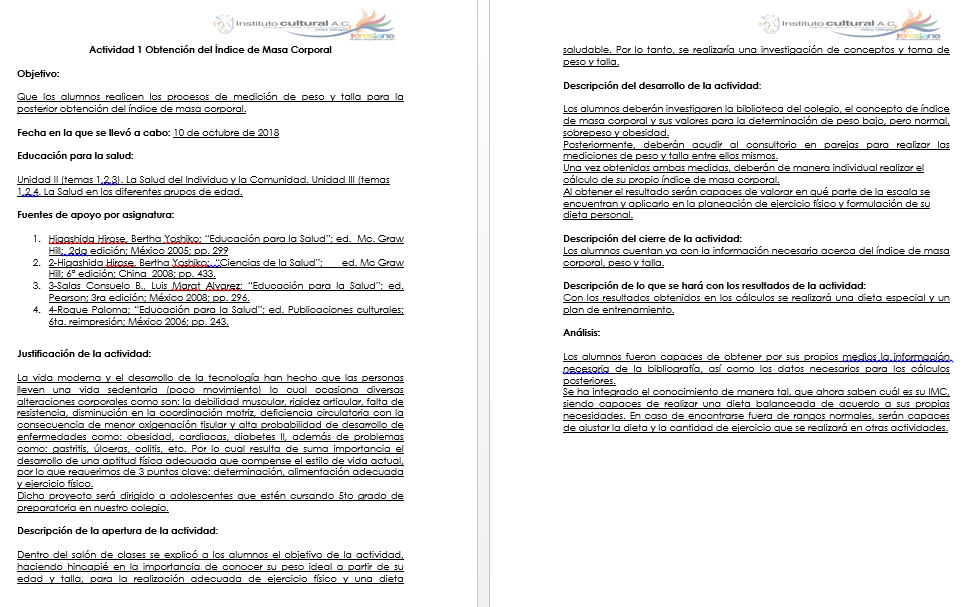 Instituto cultural A.C.
teresiano
Actividad 1 Obtención del Índice de Masa Corporal
Objetivo:
Que los alumnos realicen los procesos de medición de peso y talla para la
posterior obtención del índice de masa corporal.
Fecha en la que se llevó a cabo: 10 de octubre de 2018
Educación para la salud:
Unidad II (temas 1,2,3). La Salud del Individuo y la Comunidad. Unidad III (temas
1,2,4. La Salud en los diferentes grupos de edad.
Fuentes de apoyo por asignatura:
1. Higashida Hirose, Bertha Yoshiko; “Educación para la Salud”; ed. Mc. Graw
Hill;. 2da edición; México 2005; pp. 299
2. 2-Higashida Hirose, Bertha Yoshiko;. “Ciencias de la Salud”; ed. Mc Graw
Hill; 6° edición; China 2008; pp. 433.
3. 3-Salas Consuelo B., Luis Marat Alvarez; “Educación para la Salud”; ed.
Pearson; 3ra edición; México 2008; pp. 296.
4. 4-Roque Paloma; “Educación para la Salud”; ed. Publicaciones culturales;
6ta. reimpresión; México 2006; pp. 243.
Justificación de la actividad:
La vida moderna y el desarrollo de la tecnología han hecho que las personas
lleven una vida sedentaria (poco movimiento) lo cual ocasiona diversas
alteraciones corporales como son: la debilidad muscular, rigidez articular, falta de
resistencia, disminución en la coordinación motriz, deficiencia circulatoria con la
consecuencia de menor oxigenación tisular y alta probabilidad de desarrollo de
enfermedades como: obesidad, cardiacas, diabetes II, además de problemas
como: gastritis, úlceras, colitis, etc. Por lo cual resulta de suma importancia el
desarrollo de una aptitud física adecuada que compense el estilo de vida actual,
por lo que requerimos de 3 puntos clave: determinación, alimentación adecuada
y ejercicio físico.
Dicho proyecto será dirigido a adolescentes que estén cursando 5to grado de
preparatoria en nuestro colegio.
Descripción de la apertura de la actividad:
Dentro del salón de clases se explicó a los alumnos el objetivo de la actividad,
haciendo hincapié en la importancia de conocer su peso ideal a partir de su
edad y talla, para la realización adecuada de ejercicio físico y una dieta
Instituto cultural A.C.
teresiano
saludable. Por lo tanto, se realizaría una investigación de conceptos y toma de
peso y talla.
Descripción del desarrollo de la actividad:
Los alumnos deberán investigaren la biblioteca del colegio, el concepto de índice
de masa corporal y sus valores para la determinación de peso bajo, pero normal,
sobrepeso y obesidad.
Posteriormente, deberán acudir al consultorio en parejas para realizar las
mediciones de peso y talla entre ellos mismos.
Una vez obtenidas ambas medidas, deberán de manera individual realizar el
cálculo de su propio índice de masa corporal.
Al obtener el resultado serán capaces de valorar en qué parte de la escala se
encuentran y aplicarlo en la planeación de ejercicio físico y formulación de su
dieta personal.
Descripción del cierre de la actividad:
Los alumnos cuentan ya con la información necesaria acerca del índice de masa
corporal, peso y talla.
Descripción de lo que se hará con los resultados de la actividad:
Con los resultados obtenidos en los cálculos se realizará una dieta especial y un
plan de entrenamiento.
Análisis:
Los alumnos fueron capaces de obtener por sus propios medios la información
necesaria de la bibliografía, así como los datos necesarios para los cálculos
posteriores.
Se ha integrado el conocimiento de manera tal, que ahora saben cuál es su IMC,
siendo capaces de realizar una dieta balanceada de acuerdo a sus propias
necesidades. En caso de encontrarse fuera de rangos normales, serán capaces
de ajustar la dieta y la cantidad de ejercicio que se realizará en otras actividades.